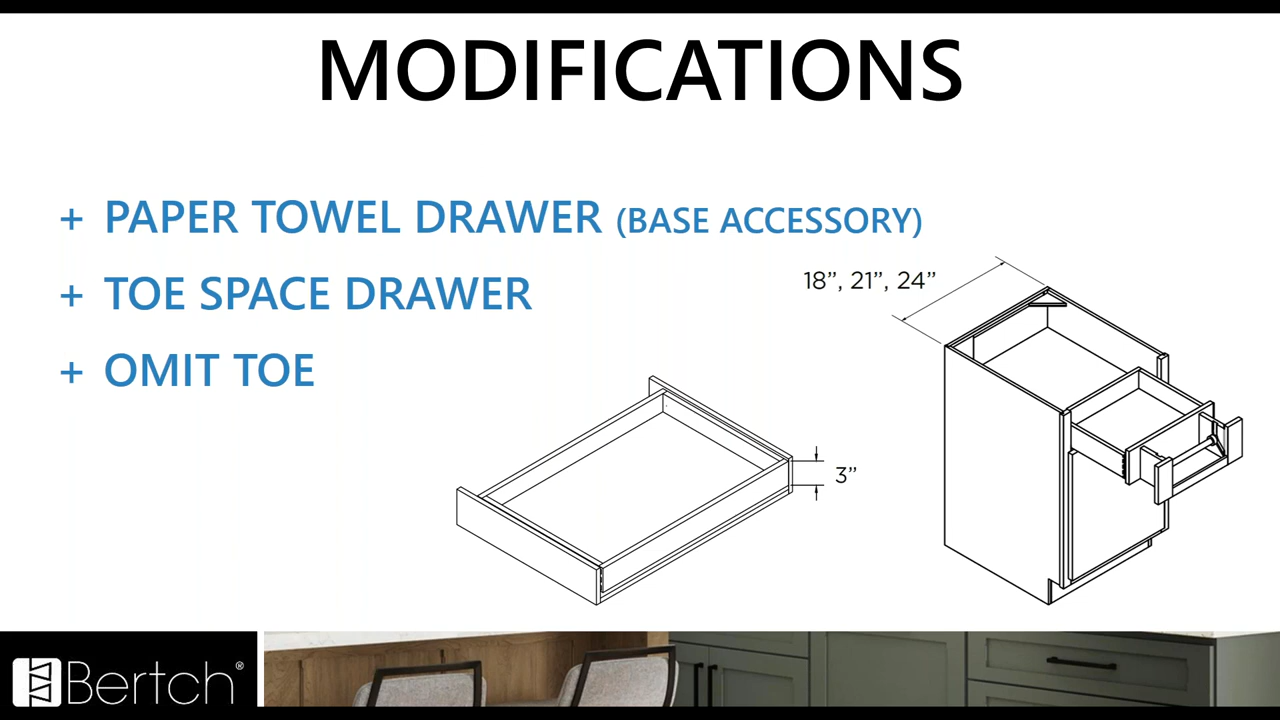 MODIFICATIONS
+ PAPER TOWEL DRAWER (BASE ACCESSORY)
+ TOE SPACE DRAWER
+ OMIT TOE
18”, 21”, 24”
3”
Bertch®